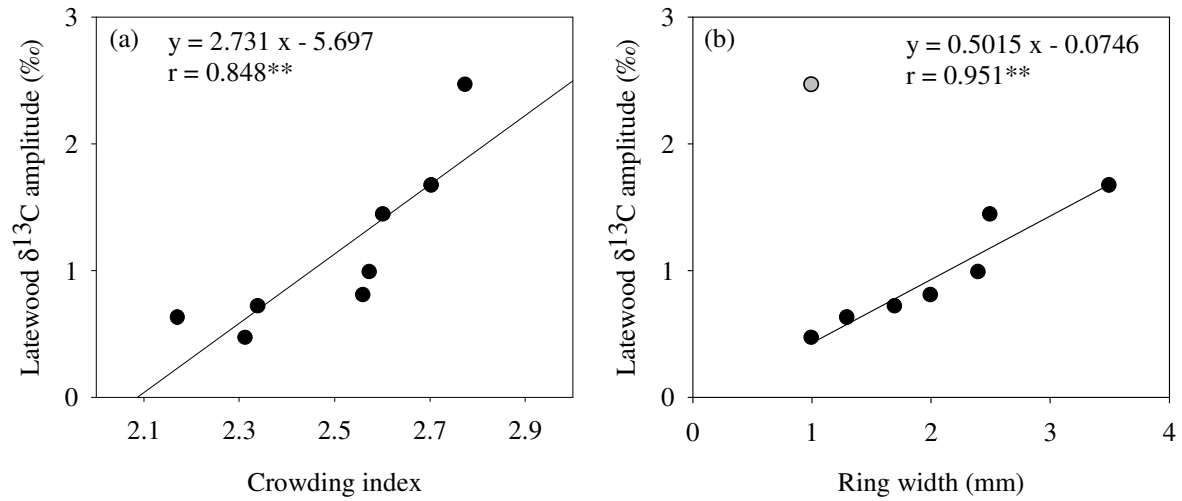 (a)
y = 2.731 x - 5.697
r = 0.848**
3
2
1
0
Latewood δ¹³C amplitude (‰)
2.1 2.3 2.5 2.7 2.9
Crowding index
(b)
y = 0.5015 x - 0.0746
r = 0.951**
3
2
1
0
Latewood δ¹³C amplitude (‰)
0 1 2 3 4
Ring width (mm)